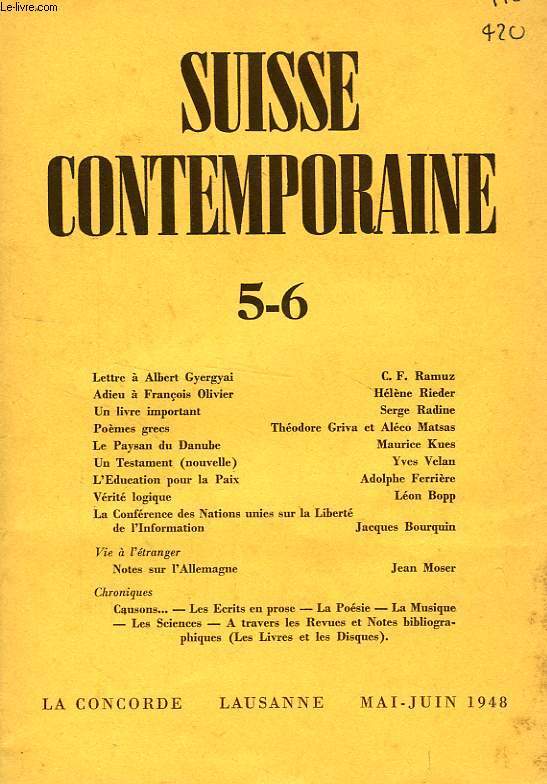 Le-livre.com
420
SUISSE
CONTEMPORAINE
5-6
Lettre à Albert Gyergyai C. F. Ramuz
Adieu à François Olivier Hélène Rieder
Un livre important Serge Radine
Poèmes grecs Théodore Griva et Aléco Matsas
Le Paysan du Danube Maurice Kues
Un Testament (nouvelle) Yves Velan
L'Education pour la Paix Adolphe Ferrière
Vérité logique Léon Bopp
La Conférence des Nations unies sur la Liberté
de l'Information Jacques Bourquin
Vie à l'étranger
Notes sur l'Allemagne Jean Moser
Chroniques
Causons... — Les Ecrits en prose — La Poésie — La Musique
— Les Sciences — A travers les Revues et Notes bibliogra-
phiques (Les Livres et les Disques).
LA CONCORDE LAUSANNE MAI-JUIN 1948